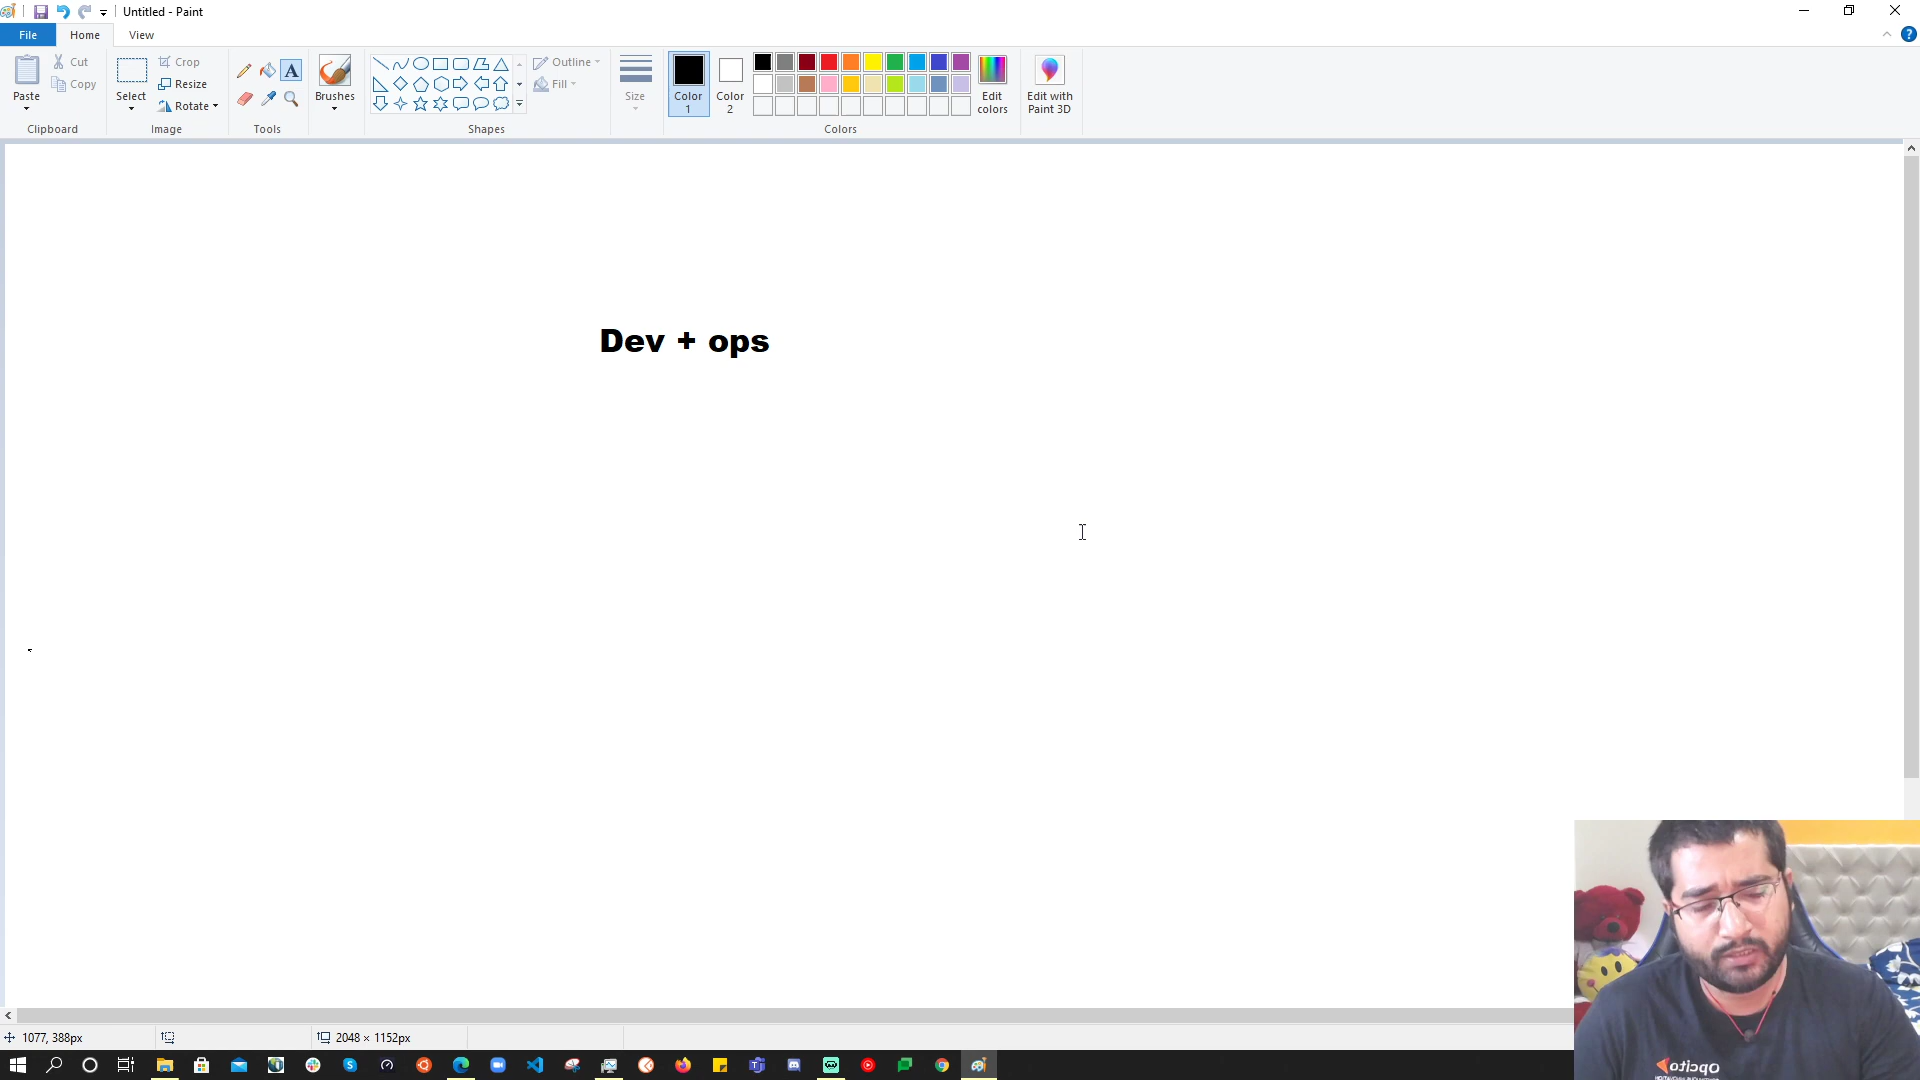 Untitled - Paint
File
Home
View
Paste
Cut
Copy
Clipboard
Select
Crop
Resize
Rotate
Image
A
Tools
Brushes
Shapes
Outline
Fill
Size
Color
1
Color
2
Colors
Edit
colors
Edit with
Paint 3D
?
Dev + ops
1077, 388px
2048 × 1152px
opcito